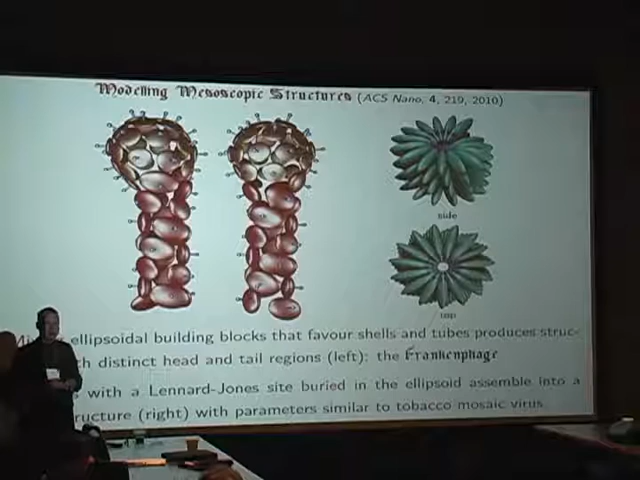 Modelling Mesoscopic Structures (ACS Nano, 4, 219, 2010)
side
top
ellipsoidal building blocks that favour shells and tubes produces struc-
distinct head and tail regions (left): the Frankenphage
with a Lennard-Jones site buried in the ellipsoid assemble into a
(right) with parameters similar to tobacco mosaic virus